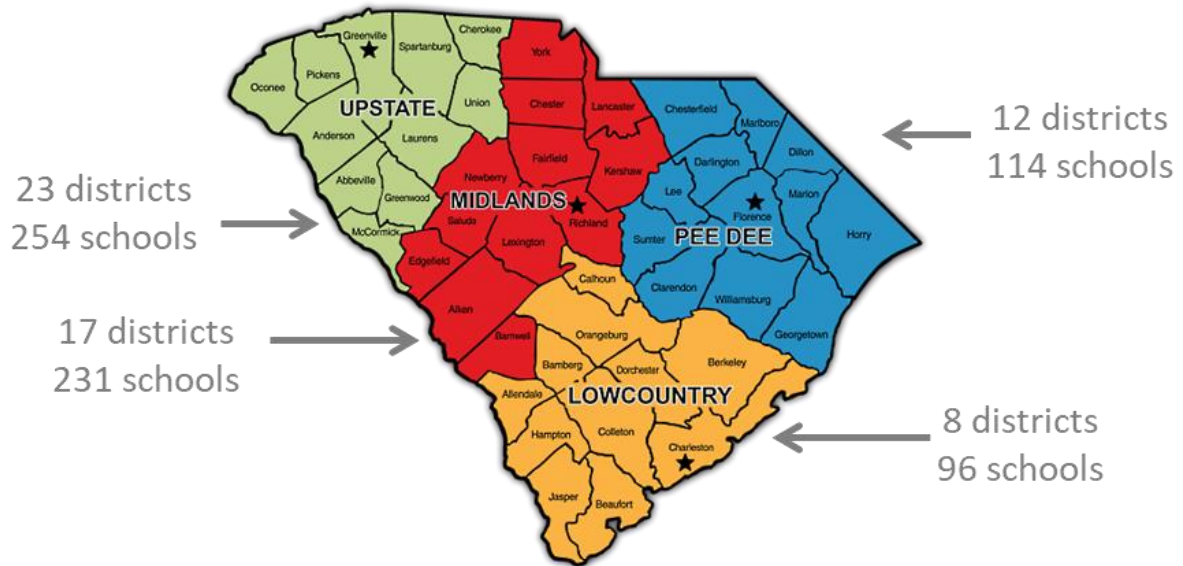 Cherokee
Greenville
Spartanburg
York
Pickens
Oconee
Union
UPSTATE
Chester
Lancaster
Chesterfield
Marlboro
12 districts
114 schools
Anderson
Laurens
Fairfield
Kershaw
Darlington
Dillon
23 districts
254 schools
Abbeville
Greenwood
Newberry
MIDLANDS
Lee
Marion
McCormick
Saluda
Richland
Florence
Sumter
PEE DEE
Horry
Edgefield
Lexington
Calhoun
Clarendon
Williamsburg
17 districts
231 schools
Aiken
Barnwell
Orangeburg
Georgetown
Bamberg
Dorchester
Berkeley
Allendale
LOWCOUNTRY
Hampton
Colleton
Charleston
8 districts
96 schools
Jasper
Beaufort